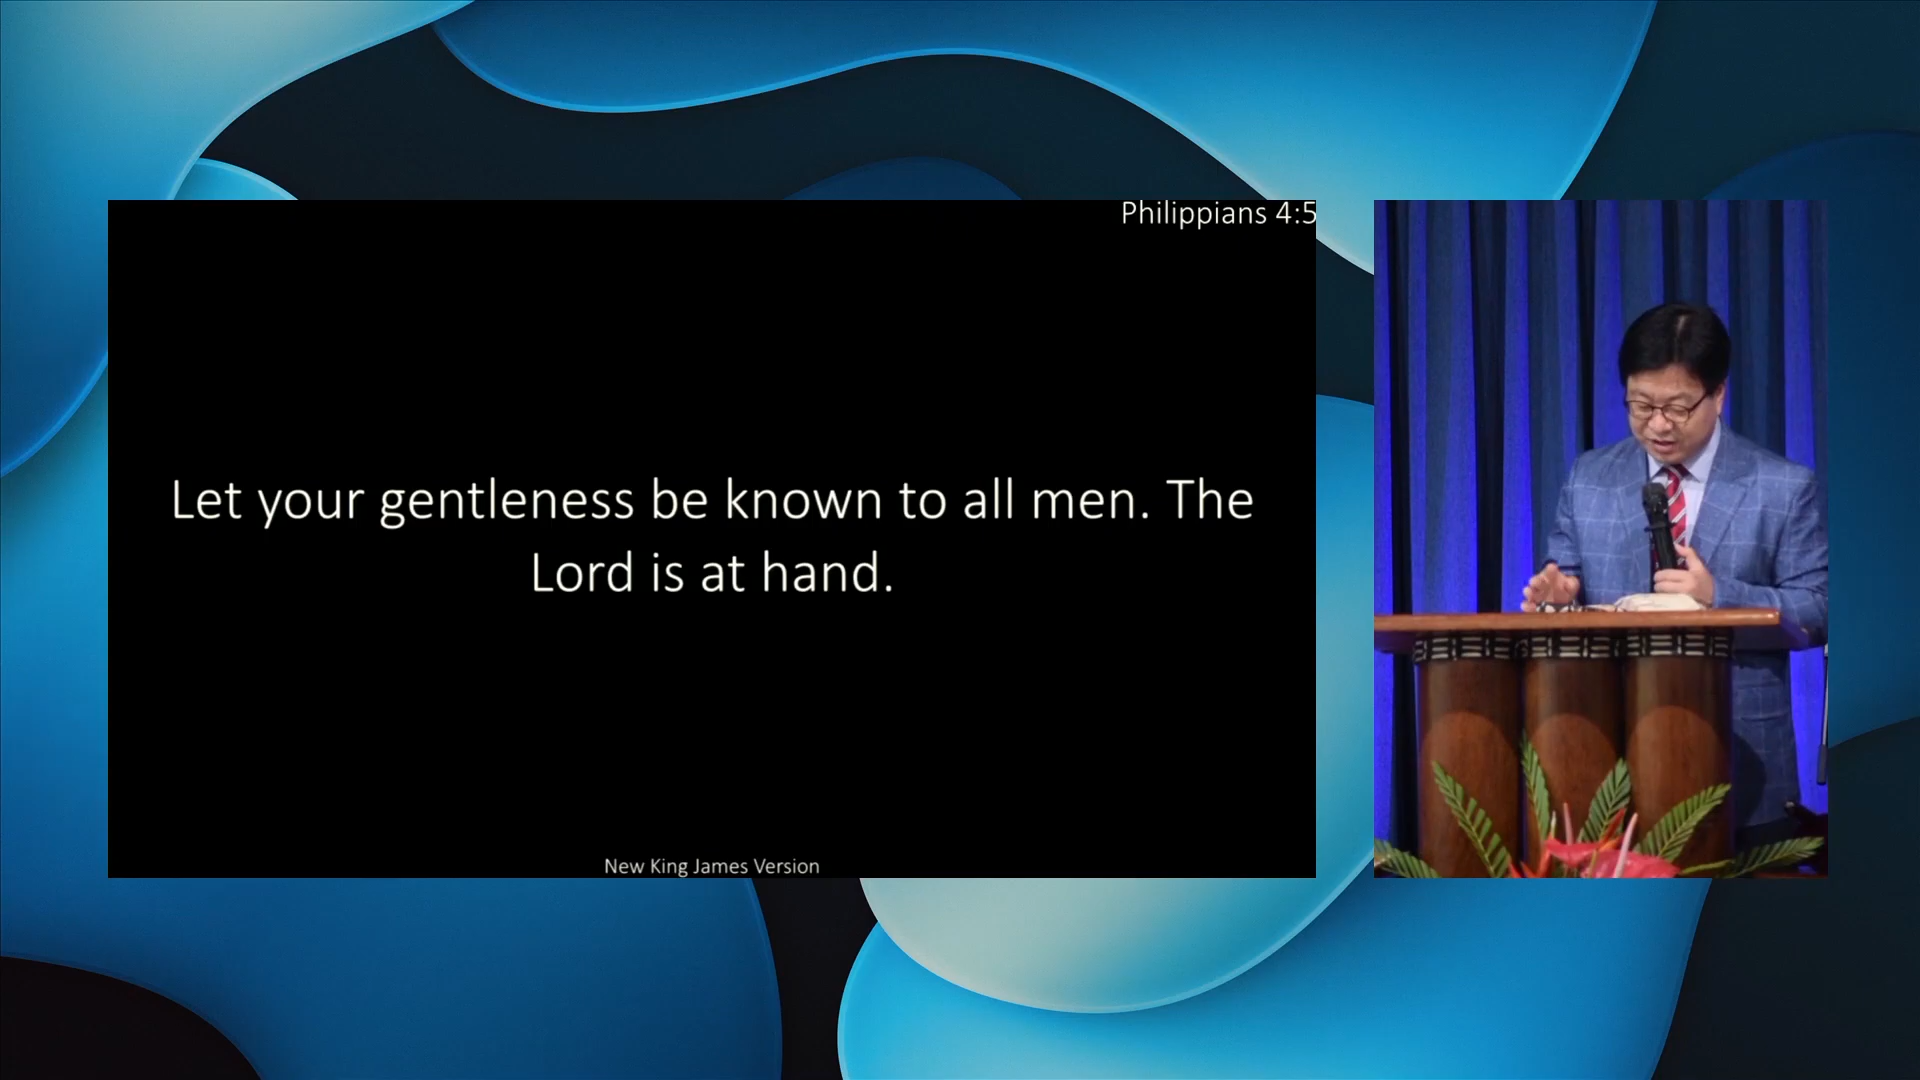 Philippians 4:5
Let your gentleness be known to all men. The
Lord is at hand.
New King James Version